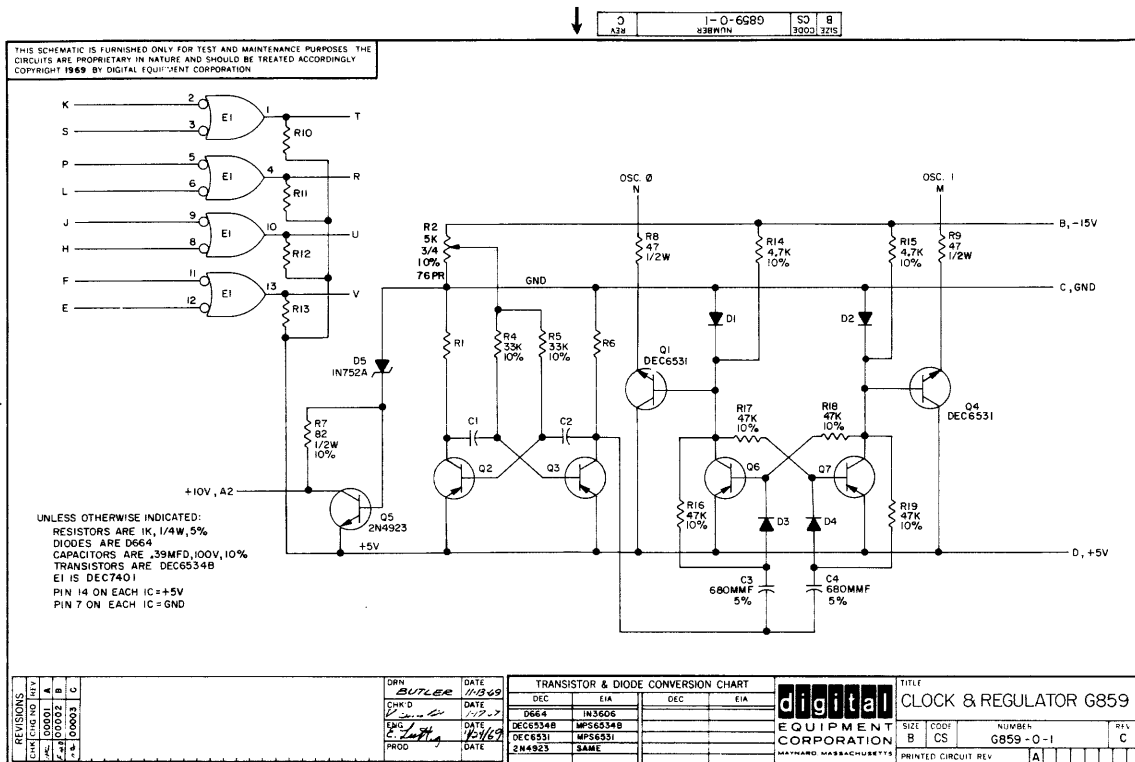 SIZE CODE NUMBER REV
B CS G859-0-1 C
THIS SCHEMATIC IS FURNISHED ONLY FOR TEST AND MAINTENANCE PURPOSES. THE
CIRCUITS ARE PROPRIETARY IN NATURE AND SHOULD BE TREATED ACCORDINGLY
COPYRIGHT 1969 BY DIGITAL EQUIPMENT CORPORATION
K 2 E1 1 T
S 3 R10
P 5 E1 4 R
L 6 R11
J 9 E1 10 U
H 8 R12
F 11 E1 13 V
E 12 R13
OSC. Ø
N
OSC. 1
M
B, -15V
R2
5K
3/4
10%
76PR
R8
47
1/2W
R14
4.7K
10%
R15
4.7K
10%
R9
47
1/2W
GND
C, GND
D1
D2
D5
1N752A
R1
R4
33K
10%
R5
33K
10%
R6
Q1
DEC6531
Q4
DEC6531
R7
82
1/2W
10%
C1
C2
R17
47K
10%
R18
47K
10%
Q2
Q3
Q6
Q7
+10V, A2
Q5
2N4923
+5V
R16
47K
10%
D3
D4
R19
47K
10%
D, +5V
C3
680MMF
5%
C4
680MMF
5%
UNLESS OTHERWISE INDICATED:
RESISTORS ARE 1K, 1/4W, 5%
DIODES ARE D664
CAPACITORS ARE .39MFD, 100V, 10%
TRANSISTORS ARE DEC6534B
E1 IS DEC7401
PIN 14 ON EACH IC = +5V
PIN 7 ON EACH IC = GND
REVISIONS
CHK CHG NO REV
00001 A
00002 B
00003 C
DRN BUTLER DATE 11-13-69
CHK'D DATE
ENG DATE
PROD DATE
TRANSISTOR & DIODE CONVERSION CHART
DEC EIA DEC EIA
D664 IN3606
DEC6534B MPS6534B
DEC6531 MPS6531
2N4923 SAME
digital
EQUIPMENT
CORPORATION
MAYNARD MASSACHUSETTS
TITLE
CLOCK & REGULATOR G859
SIZE CODE NUMBER REV
B CS G859-0-1 C
PRINTED CIRCUIT REV A